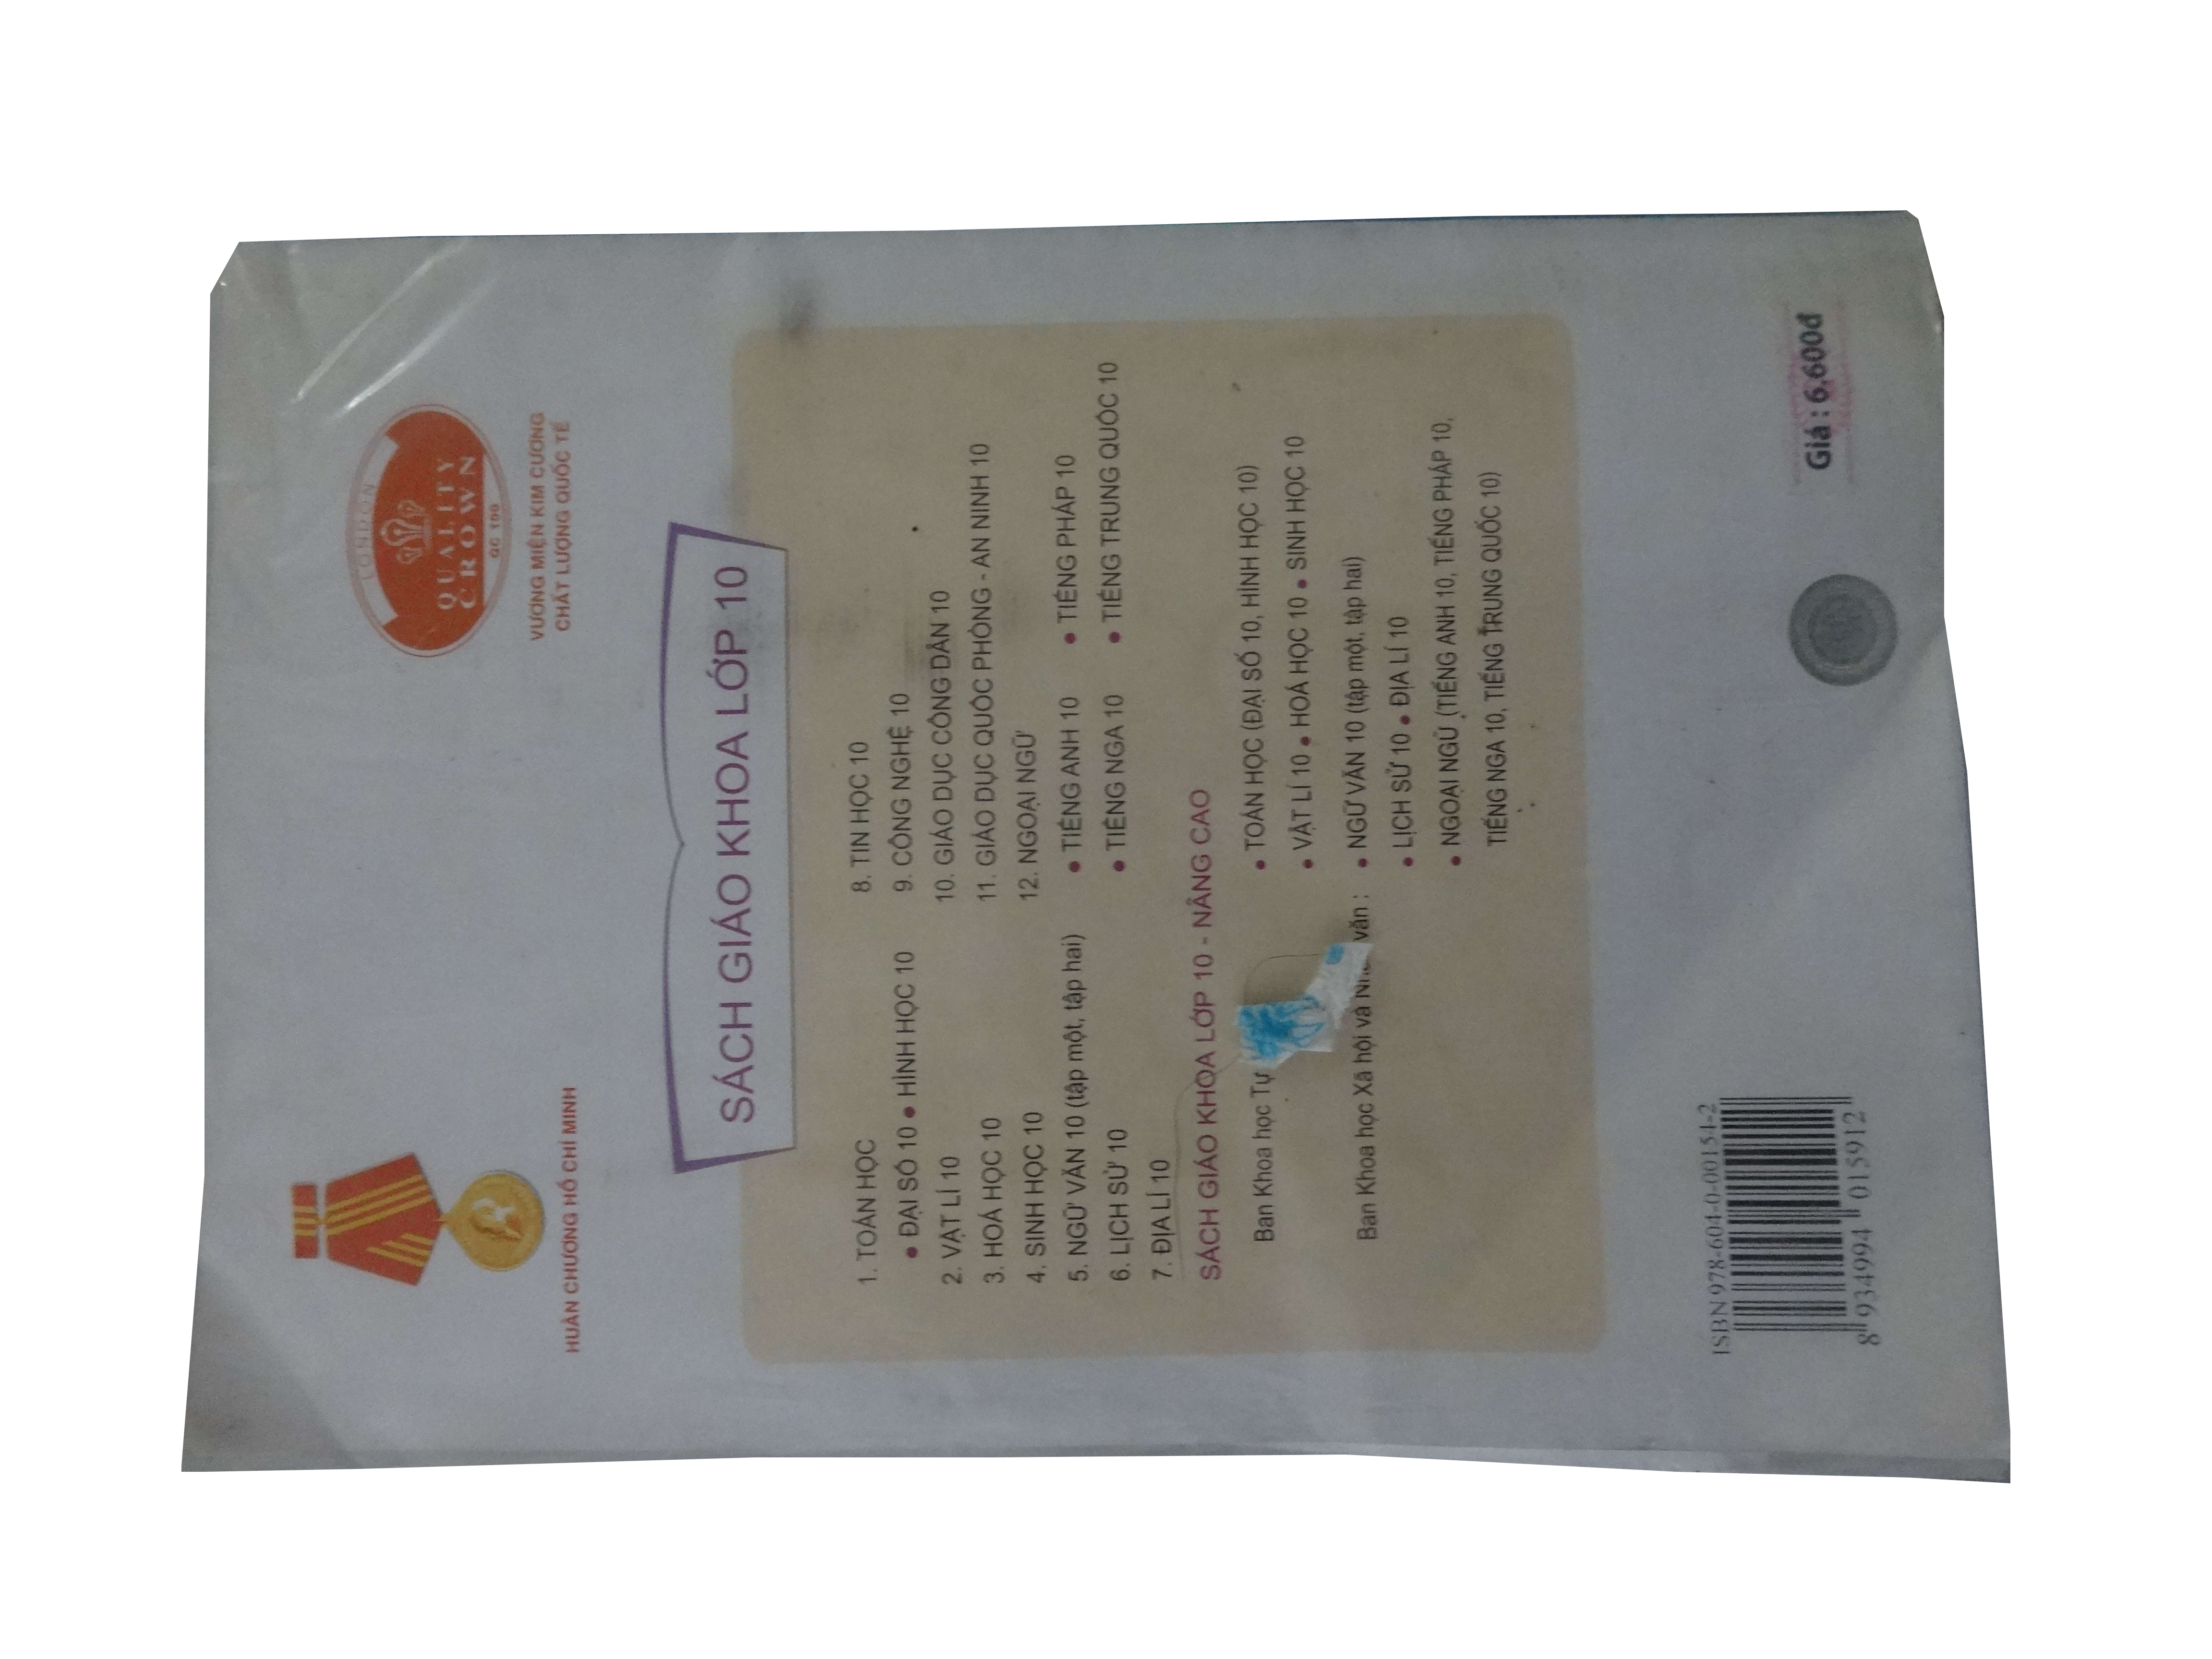 HUÂN CHƯƠNG HỒ CHÍ MINH
LONDON
QUALITY
CROWN
QC 100
VƯƠNG MIỆN KIM CƯƠNG
CHẤT LƯỢNG QUỐC TẾ
SÁCH GIÁO KHOA LỚP 10
1. TOÁN HỌC
• ĐẠI SỐ 10 • HÌNH HỌC 10
2. VẬT LÍ 10
3. HOÁ HỌC 10
4. SINH HỌC 10
5. NGỮ VĂN 10 (tập một, tập hai)
6. LỊCH SỬ 10
7. ĐỊA LÍ 10
8. TIN HỌC 10
9. CÔNG NGHỆ 10
10. GIÁO DỤC CÔNG DÂN 10
11. GIÁO DỤC QUỐC PHÒNG - AN NINH 10
12. NGOẠI NGỮ
• TIẾNG ANH 10 • TIẾNG PHÁP 10
• TIẾNG NGA 10 • TIẾNG TRUNG QUỐC 10
SÁCH GIÁO KHOA LỚP 10 - NÂNG CAO
Ban Khoa học Tự • TOÁN HỌC (ĐẠI SỐ 10, HÌNH HỌC 10)
• VẬT LÍ 10 • HOÁ HỌC 10 • SINH HỌC 10
Ban Khoa học Xã hội và văn : • NGỮ VĂN 10 (tập một, tập hai)
• LỊCH SỬ 10 • ĐỊA LÍ 10
• NGOẠI NGỮ (TIẾNG ANH 10, TIẾNG PHÁP 10,
TIẾNG NGA 10, TIẾNG TRUNG QUỐC 10)
ISBN 978-604-0-00154-2
8 934994 015912
Giá : 6.600đ